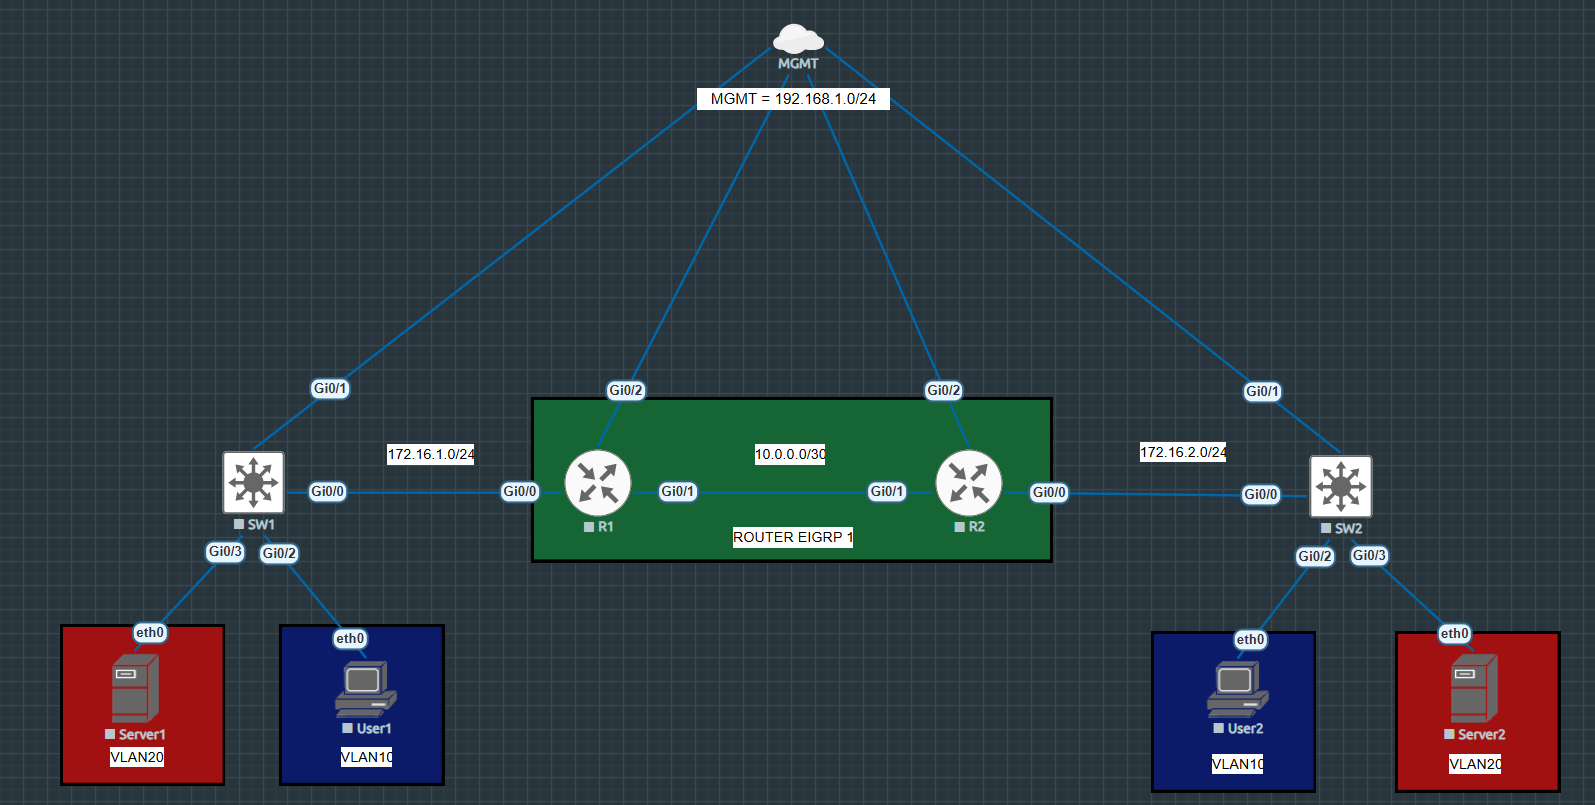 MGMT
MGMT = 192.168.1.0/24
Gi0/1
Gi0/2
Gi0/2
Gi0/1
172.16.1.0/24
10.0.0.0/30
172.16.2.0/24
Gi0/0
Gi0/0
Gi0/1
Gi0/1
Gi0/0
Gi0/0
SW1
R1
R2
SW2
ROUTER EIGRP 1
Gi0/3
Gi0/2
Gi0/2
Gi0/3
eth0
eth0
eth0
eth0
Server1
User1
User2
Server2
VLAN20
VLAN10
VLAN10
VLAN20